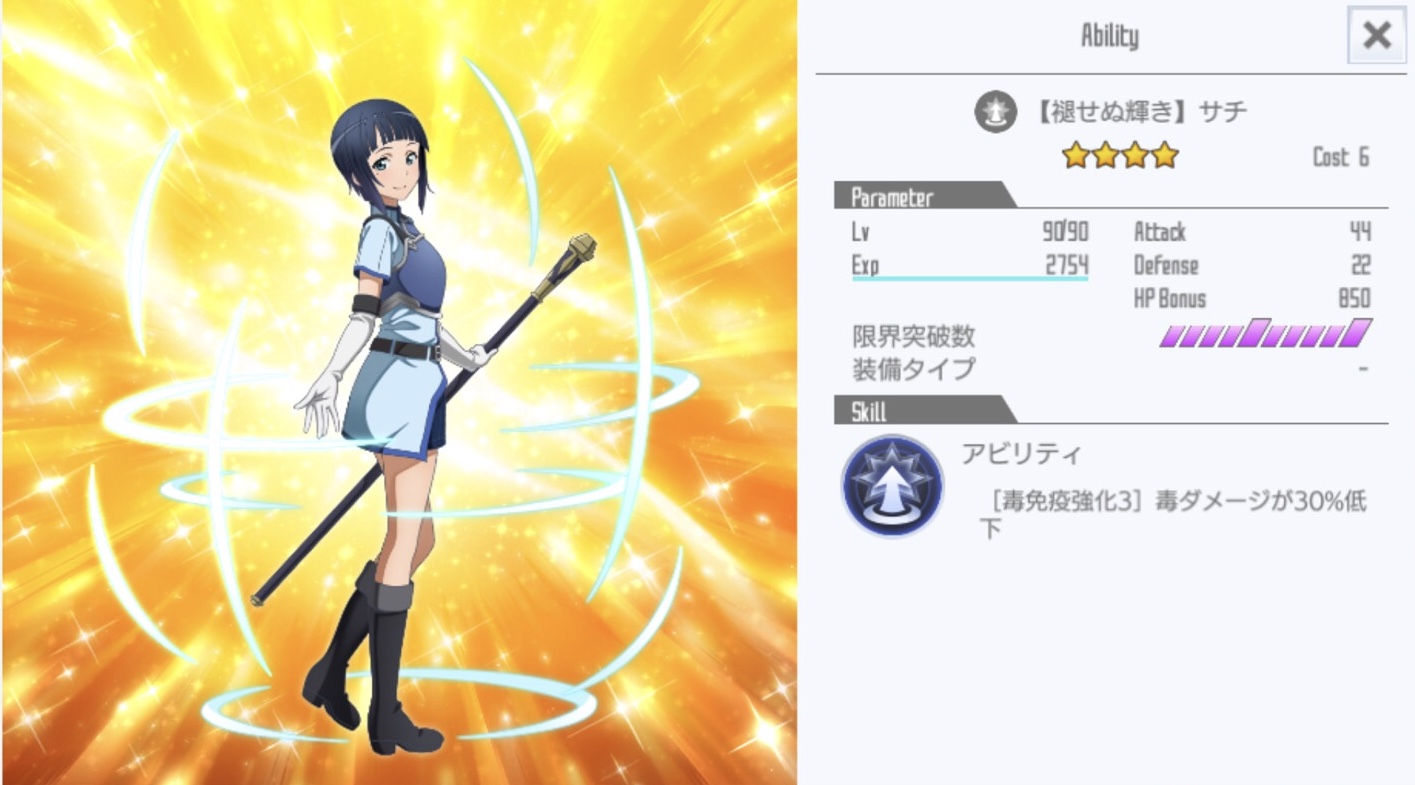 Ability
【褪せぬ輝き】サチ
Cost 6
Parameter
Lv 90/90
Attack 44
Exp 2754
Defense 22
HP Bonus 850
限界突破数
装備タイプ -
Skill
アビリティ
[毒免疫強化3] 毒ダメージが30%低
下